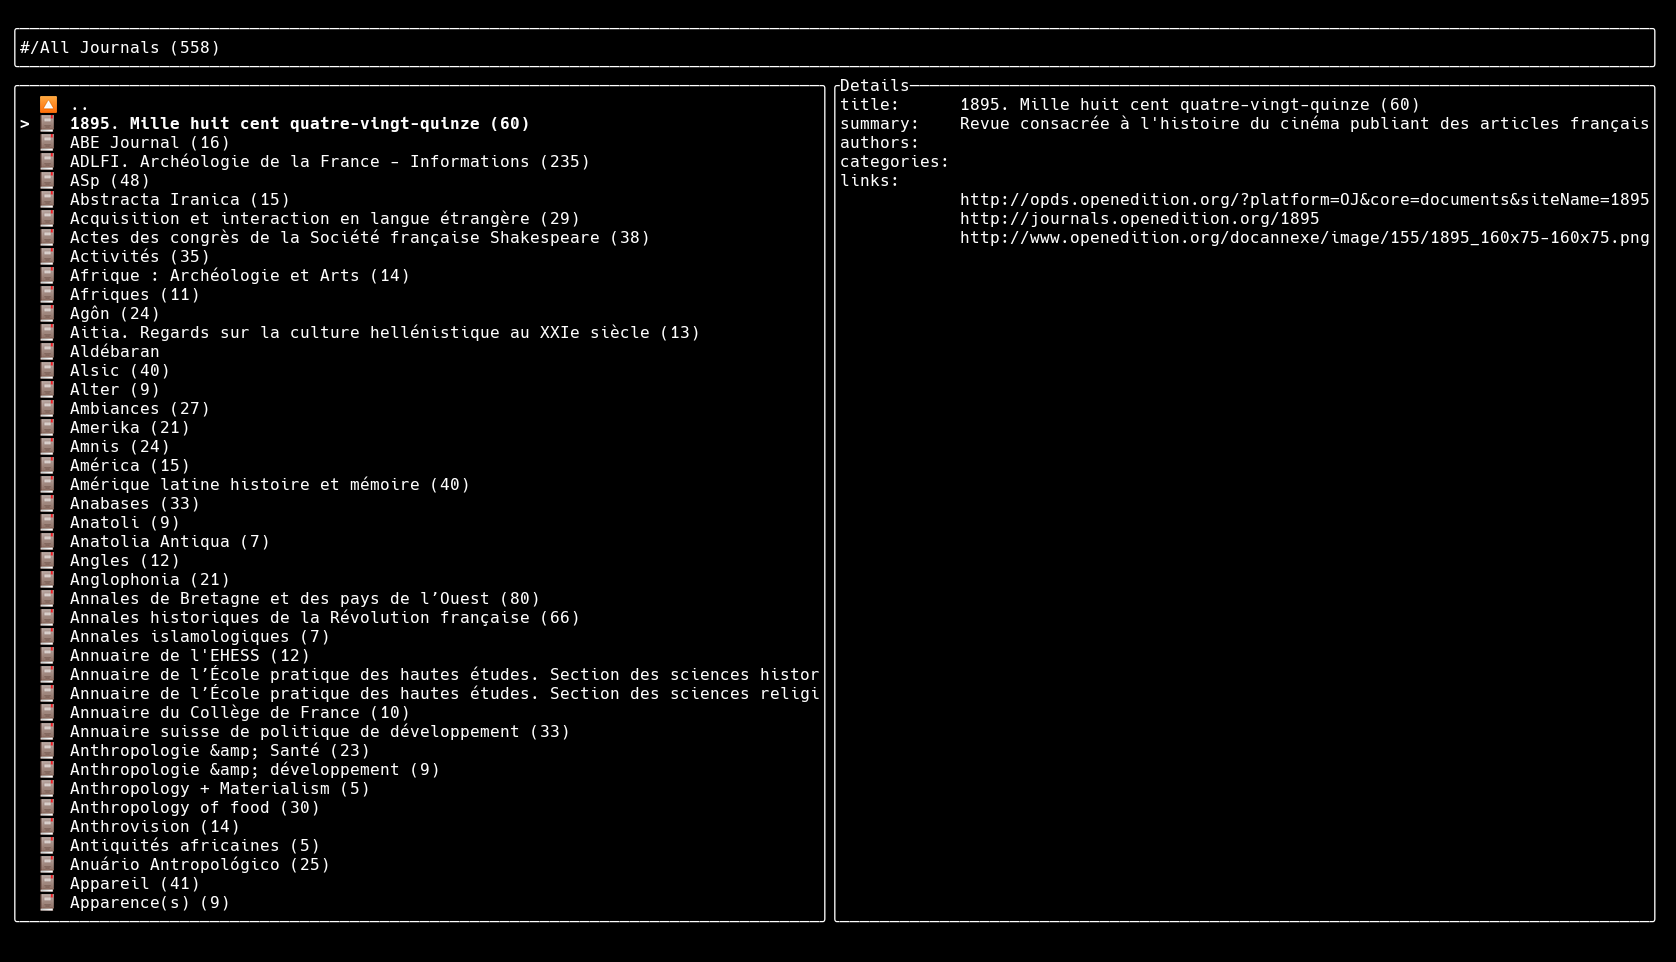 #/All Journals (558)
..
> 1895. Mille huit cent quatre-vingt-quinze (60)
ABE Journal (16)
ADLFI. Archéologie de la France - Informations (235)
ASp (48)
Abstracta Iranica (15)
Acquisition et interaction en langue étrangère (29)
Actes des congrès de la Société française Shakespeare (38)
Activités (35)
Afrique : Archéologie et Arts (14)
Afriques (11)
Agôn (24)
Aitia. Regards sur la culture hellénistique au XXIe siècle (13)
Aldébaran
Alsic (40)
Alter (9)
Ambiances (27)
Amerika (21)
Amnis (24)
América (15)
Amérique latine histoire et mémoire (40)
Anabases (33)
Anatoli (9)
Anatolia Antiqua (7)
Angles (12)
Anglophonia (21)
Annales de Bretagne et des pays de l’Ouest (80)
Annales historiques de la Révolution française (66)
Annales islamologiques (7)
Annuaire de l'EHESS (12)
Annuaire de l’École pratique des hautes études. Section des sciences histor
Annuaire de l’École pratique des hautes études. Section des sciences religi
Annuaire du Collège de France (10)
Annuaire suisse de politique de développement (33)
Anthropologie &amp; Santé (23)
Anthropologie &amp; développement (9)
Anthropology + Materialism (5)
Anthropology of food (30)
Anthrovision (14)
Antiquités africaines (5)
Anuário Antropológico (25)
Appareil (41)
Apparence(s) (9)
Details
title: 1895. Mille huit cent quatre-vingt-quinze (60)
summary: Revue consacrée à l'histoire du cinéma publiant des articles français
authors:
categories:
links:
http://opds.openedition.org/?platform=OJ&core=documents&siteName=1895
http://journals.openedition.org/1895
http://www.openedition.org/docannexe/image/155/1895_160x75-160x75.png